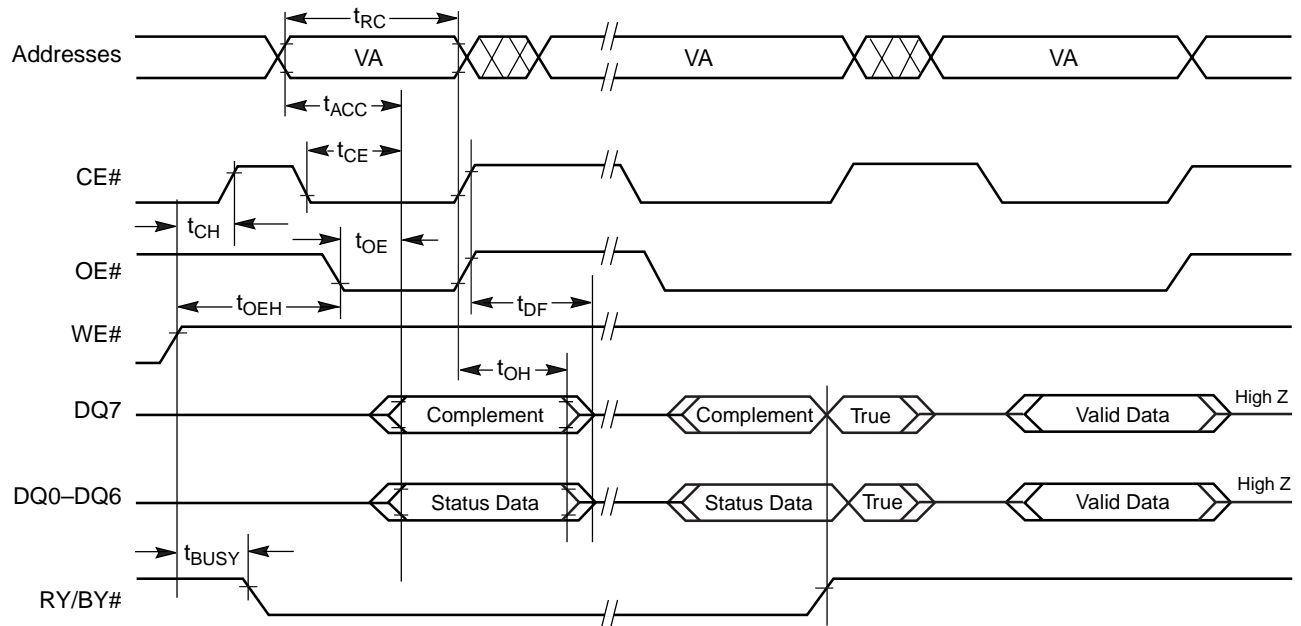 tRC
Addresses VA VA VA
tACC
tCE
CE#
tCH
tOE
OE#
tOEH tDF
WE#
tOH
DQ7 Complement Complement True Valid Data High Z
DQ0–DQ6 Status Data Status Data True Valid Data High Z
tBUSY
RY/BY#